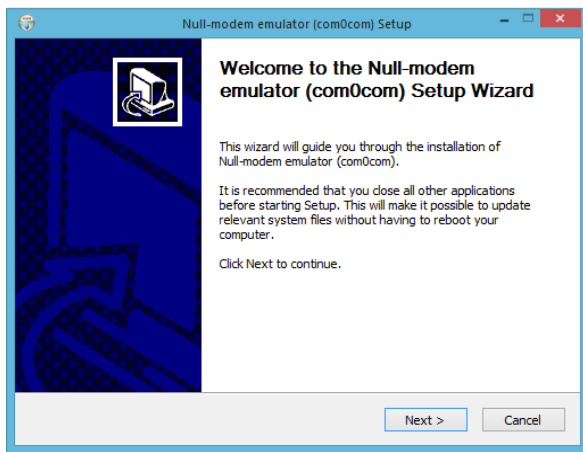 Null-modem emulator (com0com) Setup
Welcome to the Null-modem
emulator (com0com) Setup Wizard
This wizard will guide you through the installation of
Null-modem emulator (com0com).
It is recommended that you close all other applications
before starting Setup. This will make it possible to update
relevant system files without having to reboot your
computer.
Click Next to continue.
Next >
Cancel